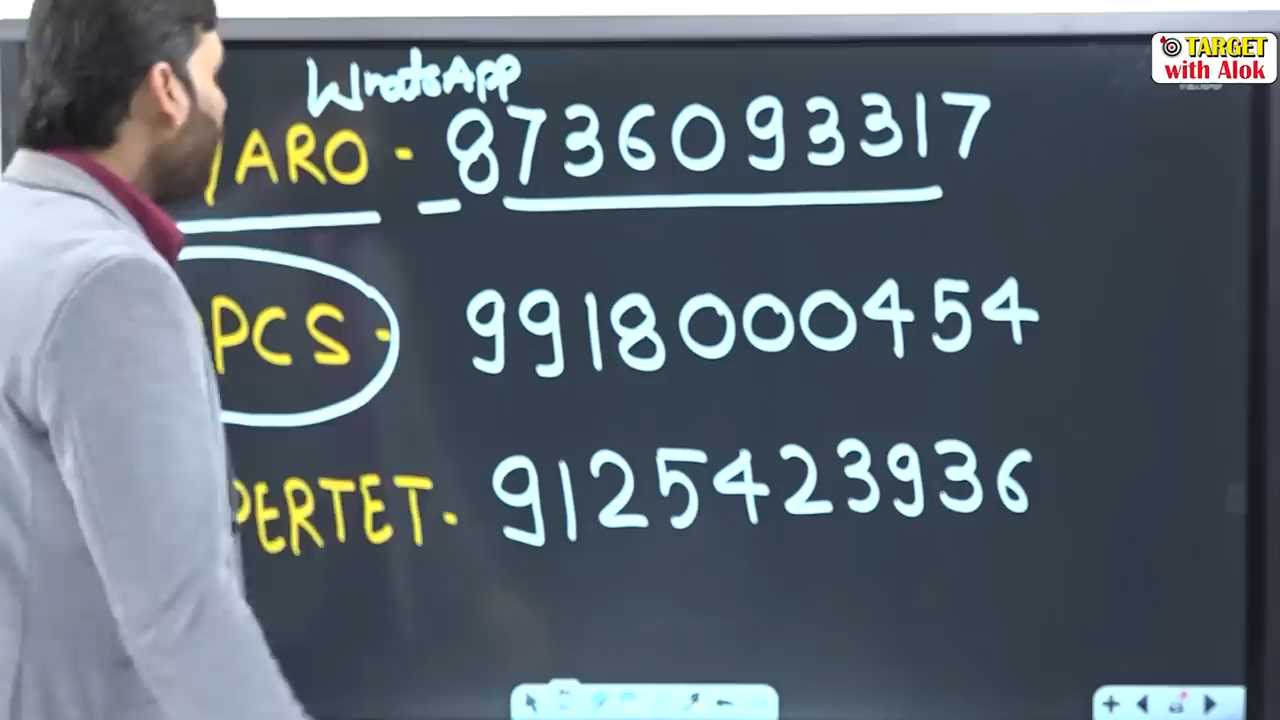 TARGET
with Alok
WhatsApp
/ARO - 8736093317
PCS - 9918000454
PERTET - 9125423936